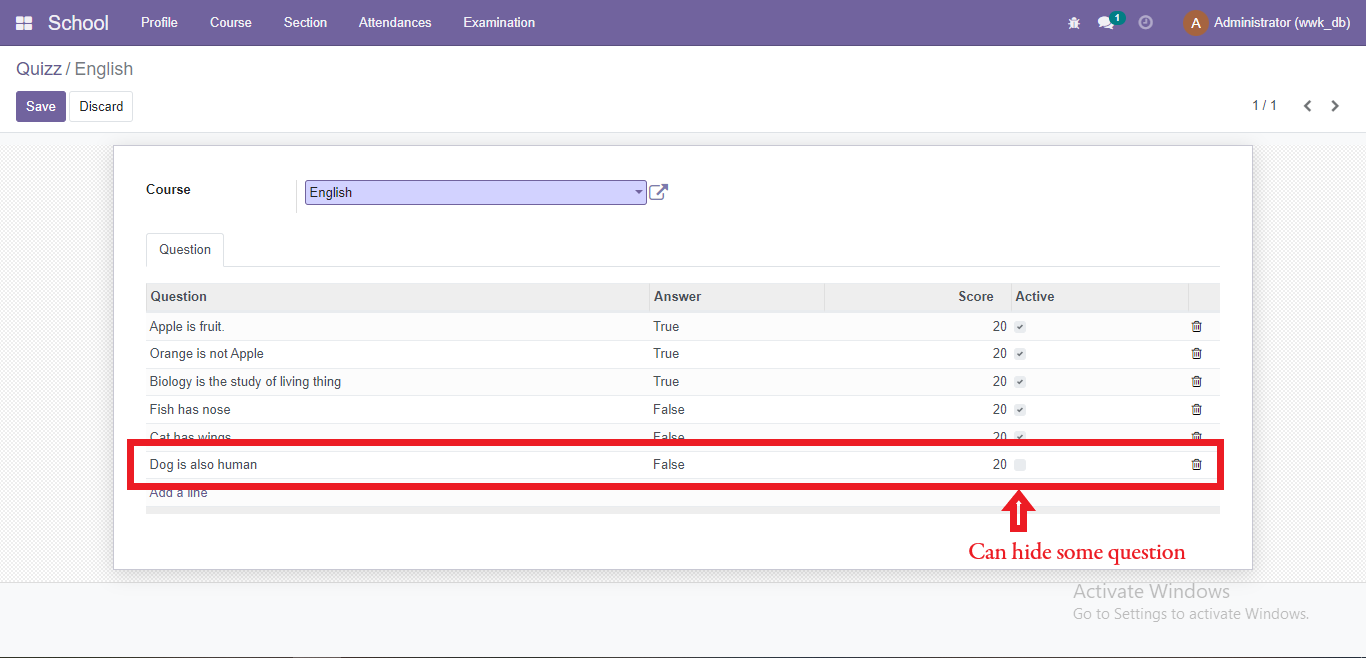 School Profile Course Section Attendances Examination 1 A Administrator (wwk_db)
Quizz / English
Save Discard 1 / 1
Course English
Question
Question Answer Score Active
Apple is fruit. True 20
Orange is not Apple True 20
Biology is the study of living thing True 20
Fish has nose False 20
Cat has wings False 20
Dog is also human False 20
Add a line
Can hide some question
Activate Windows
Go to Settings to activate Windows.